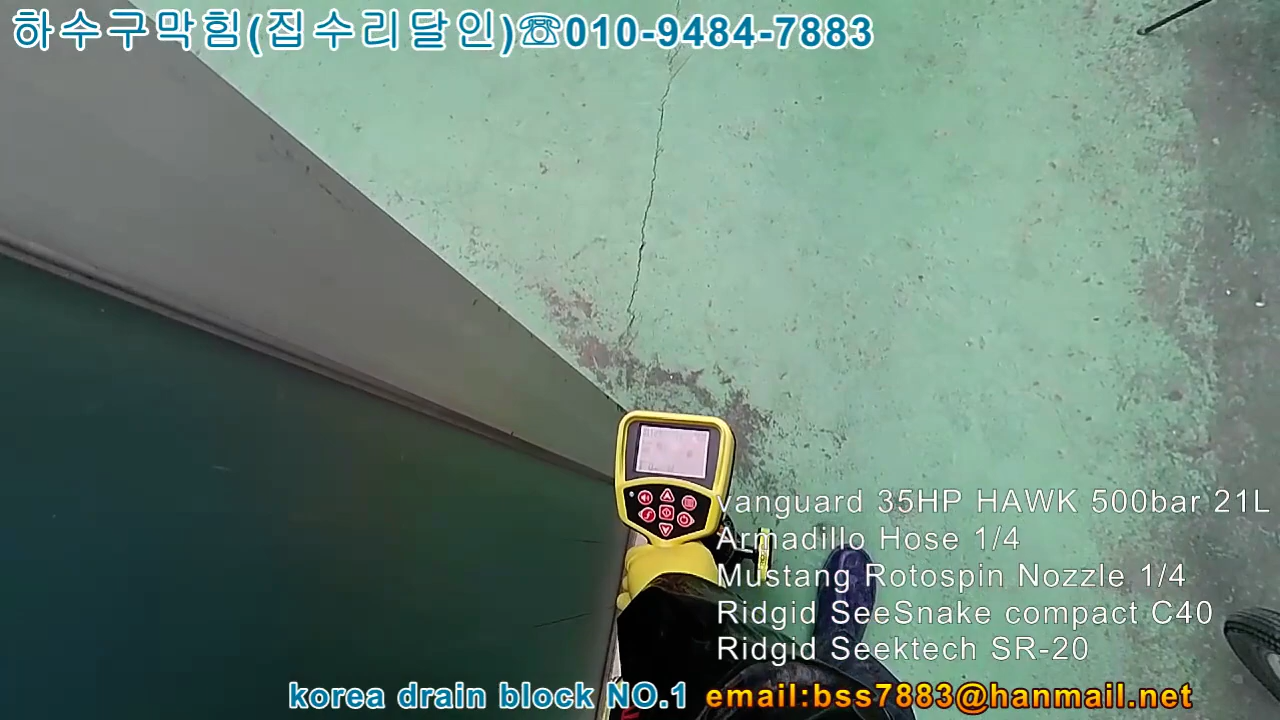 하수구막힘(집수리달인)☏010-9484-7883
vanguard 35HP HAWK 500bar 21L
Armadillo Hose 1/4
Mustang Rotospin Nozzle 1/4
Ridgid SeeSnake compact C40
Ridgid Seektech SR-20
korea drain block NO.1 email:bss7883@hanmail.net